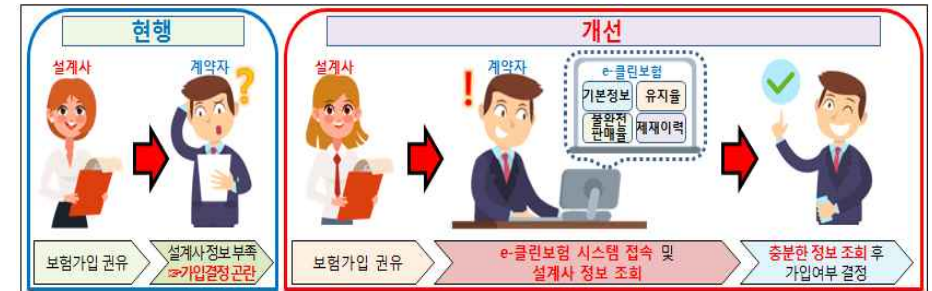 현행
개선
설계사
계약자
?
설계사
!
계약자
e-클린보험
기본정보
유지율
불완전
판매율
제재이력
보험가입 권유
설계사 정보 부족
☞가입결정 곤란
보험가입 권유
e-클린보험 시스템 접속 및
설계사 정보 조회
충분한 정보 조회 후
가입여부 결정